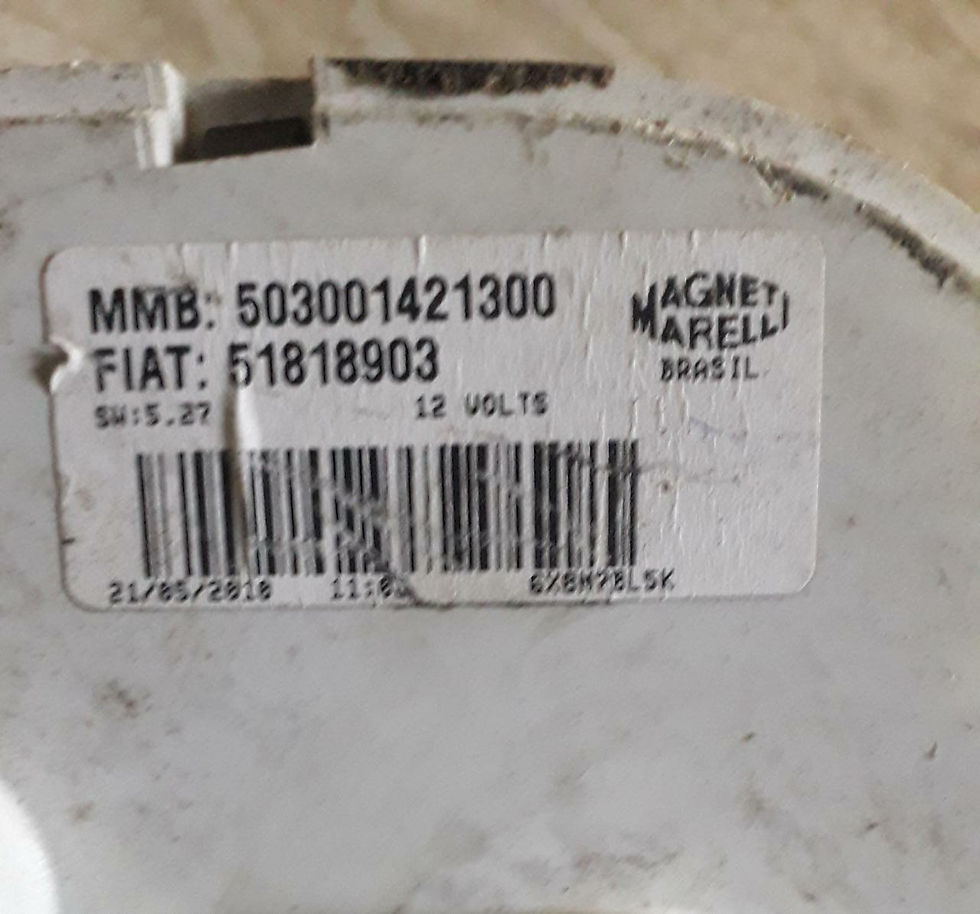 MMB: 503001421300
FIAT: 51818903
MAGNETI
MARELLI
BRASIL
SW:5.27
12 VOLTS
21/05/2010